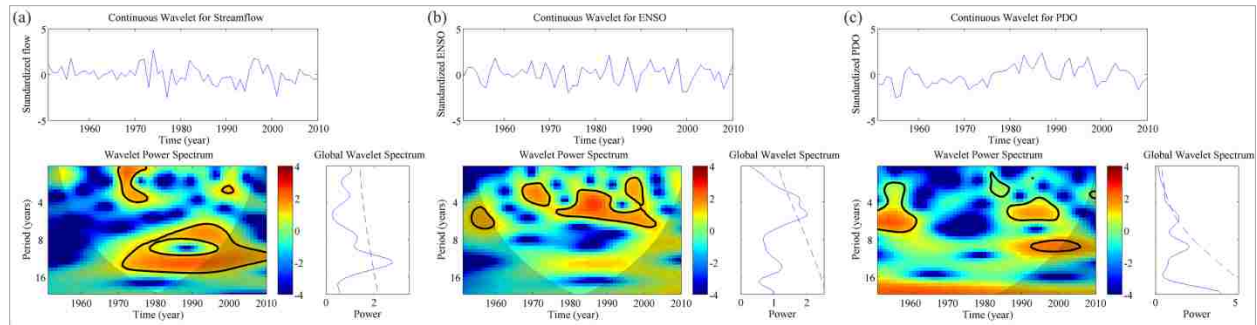 (a)
Continuous Wavelet for Streamflow
5
0
-5
Standardized flow
1960 1970 1980 1990 2000 2010
Time (year)
Wavelet Power Spectrum
4
8
16
Period (years)
1960 1970 1980 1990 2000 2010
Time (year)
4
2
0
-2
-4
Global Wavelet Spectrum
0 2
Power
(b)
Continuous Wavelet for ENSO
5
0
-5
Standardized ENSO
1960 1970 1980 1990 2000 2010
Time (year)
Wavelet Power Spectrum
4
8
16
Period (years)
1960 1970 1980 1990 2000 2010
Time (year)
4
2
0
-2
-4
Global Wavelet Spectrum
0 1 2
Power
(c)
Continuous Wavelet for PDO
5
0
-5
Standardized PDO
1960 1970 1980 1990 2000 2010
Time (year)
Wavelet Power Spectrum
4
8
16
Period (years)
1960 1970 1980 1990 2000 2010
Time (year)
4
2
0
-2
-4
Global Wavelet Spectrum
0 5
Power